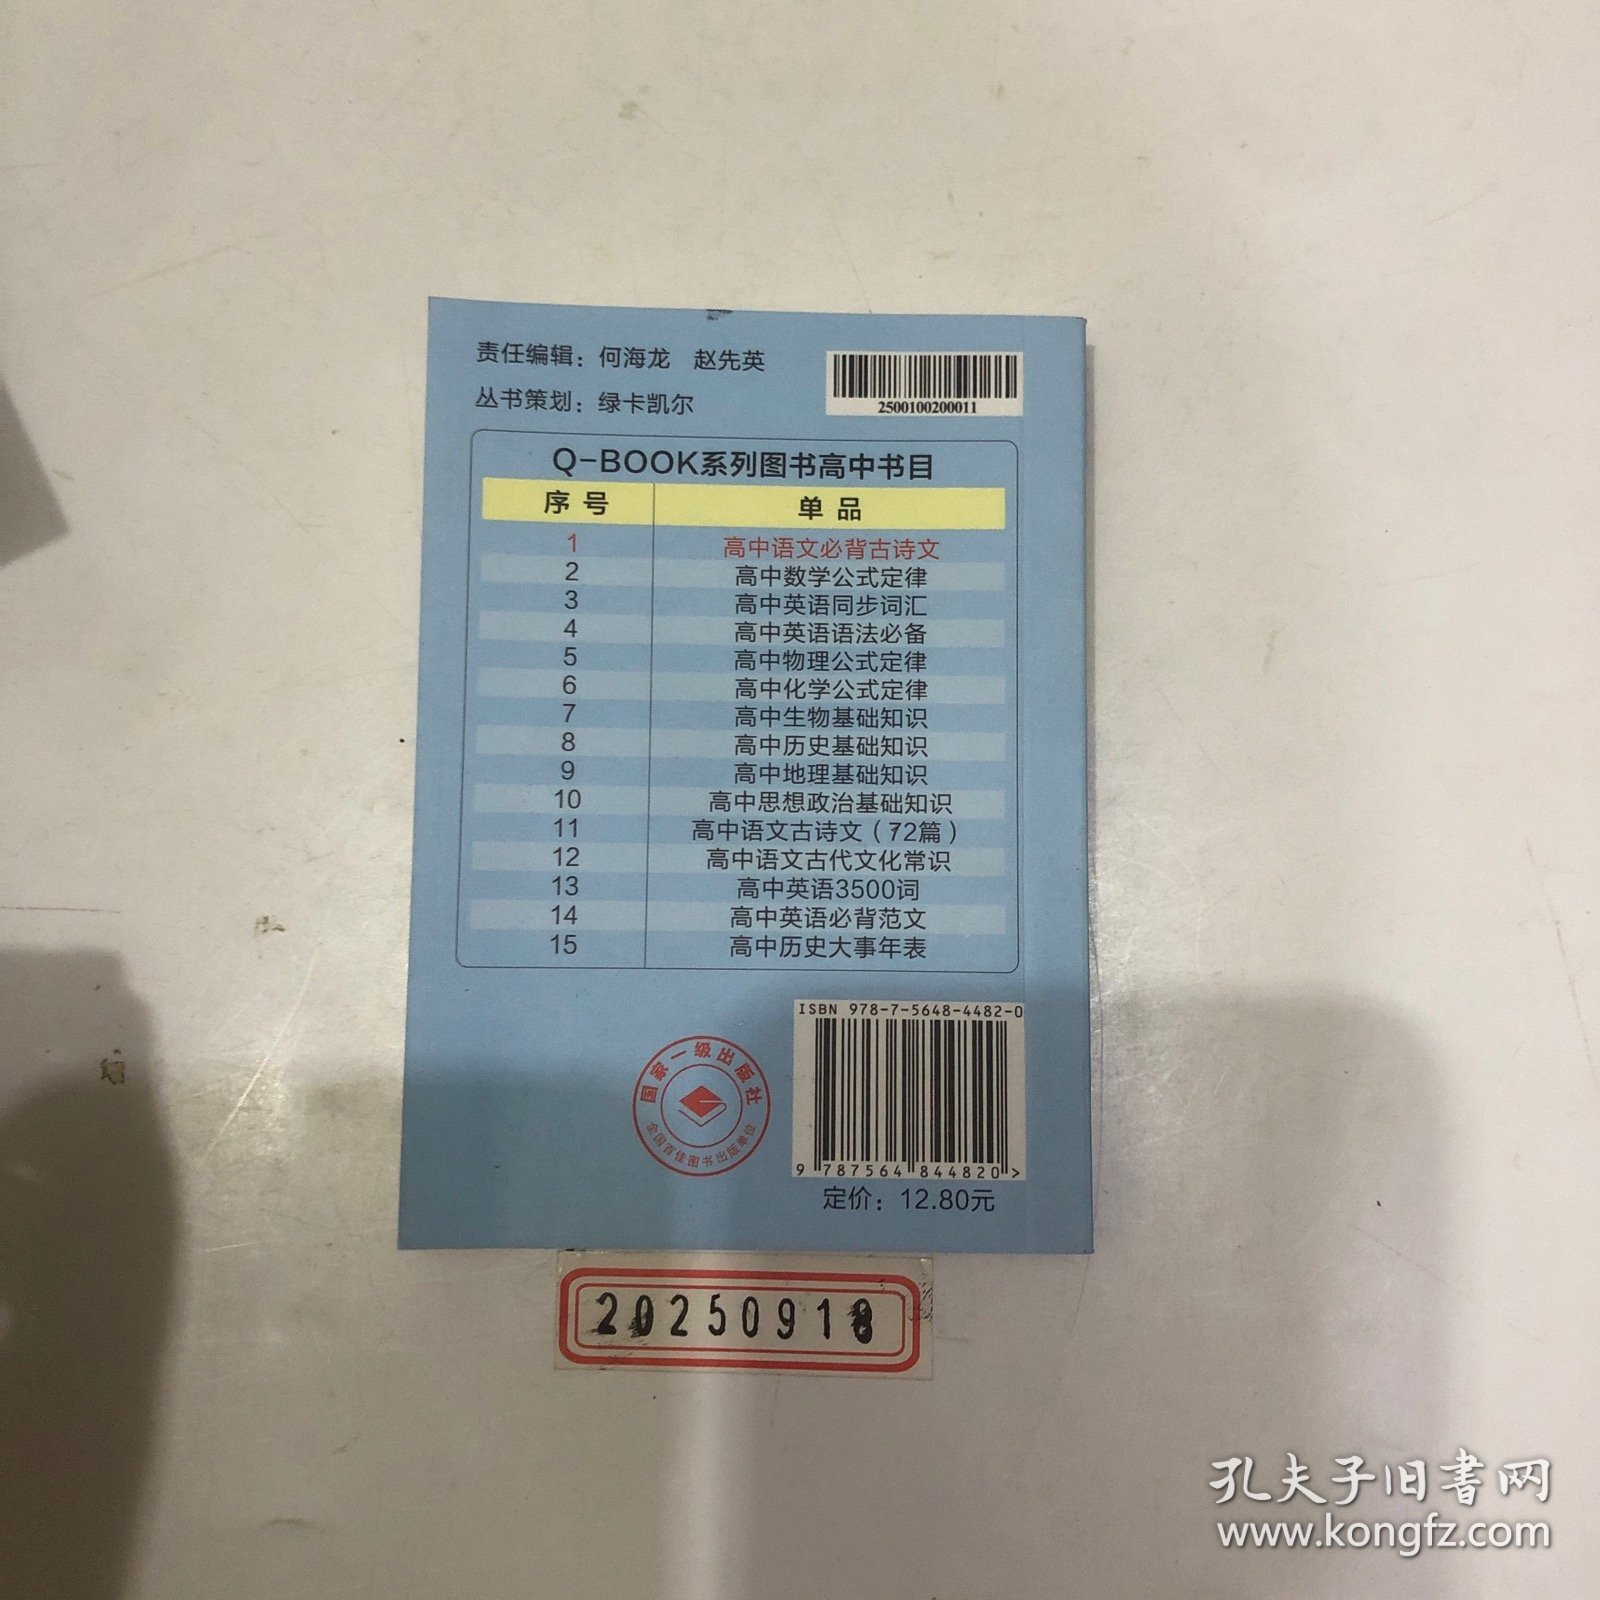 责任编辑：何海龙 赵先英
丛书策划：绿卡凯尔
2500100200011
Q-BOOK系列图书高中书目
序号 单品
1 高中语文必背古诗文
2 高中数学公式定律
3 高中英语同步词汇
4 高中英语语法必备
5 高中物理公式定律
6 高中化学公式定律
7 高中生物基础知识
8 高中历史基础知识
9 高中地理基础知识
10 高中思想政治基础知识
11 高中语文古诗文（72篇）
12 高中语文古代文化常识
13 高中英语3500词
14 高中英语必背范文
15 高中历史大事年表
ISBN 978-7-5648-4482-0
国家一级出版社
全国百佳图书出版单位
9 787564 844820 >
定价：12.80元
20250918
孔夫子旧书网
www.kongfz.com